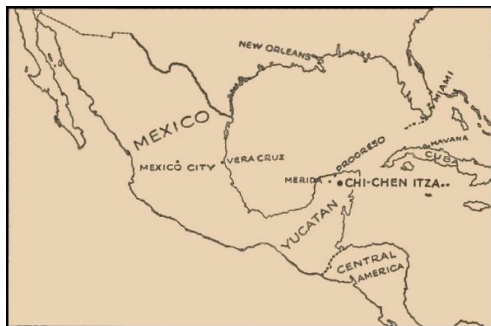 NEW ORLEANS
MIAMI
MEXICO
HAVANA
CUBA
MEXICO CITY
VERA CRUZ
PROGRESO
MERIDA
CHI-CHEN ITZA
YUCATAN
CENTRAL
AMERICA